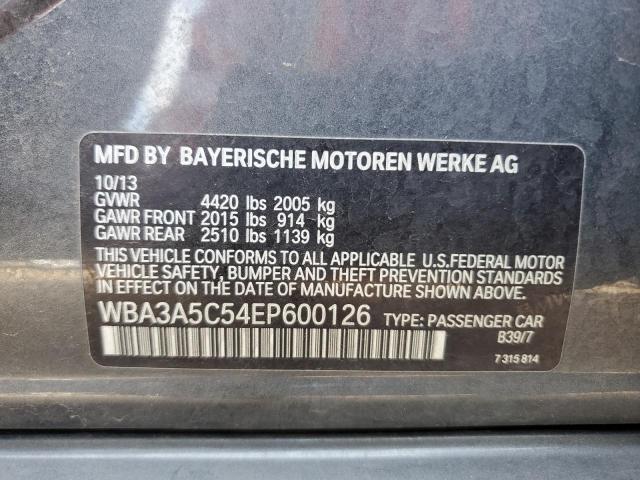 MFD BY BAYERISCHE MOTOREN WERKE AG
10/13
GVWR 4420 lbs 2005 kg
GAWR FRONT 2015 lbs 914 kg
GAWR REAR 2510 lbs 1139 kg
THIS VEHICLE CONFORMS TO ALL APPLICABLE U.S.FEDERAL MOTOR
VEHICLE SAFETY, BUMPER AND THEFT PREVENTION STANDARDS
IN EFFECT ON THE DATE OF MANUFACTURE SHOWN ABOVE.
WBA3A5C54EP600126 TYPE: PASSENGER CAR
B39/7
7 315 814